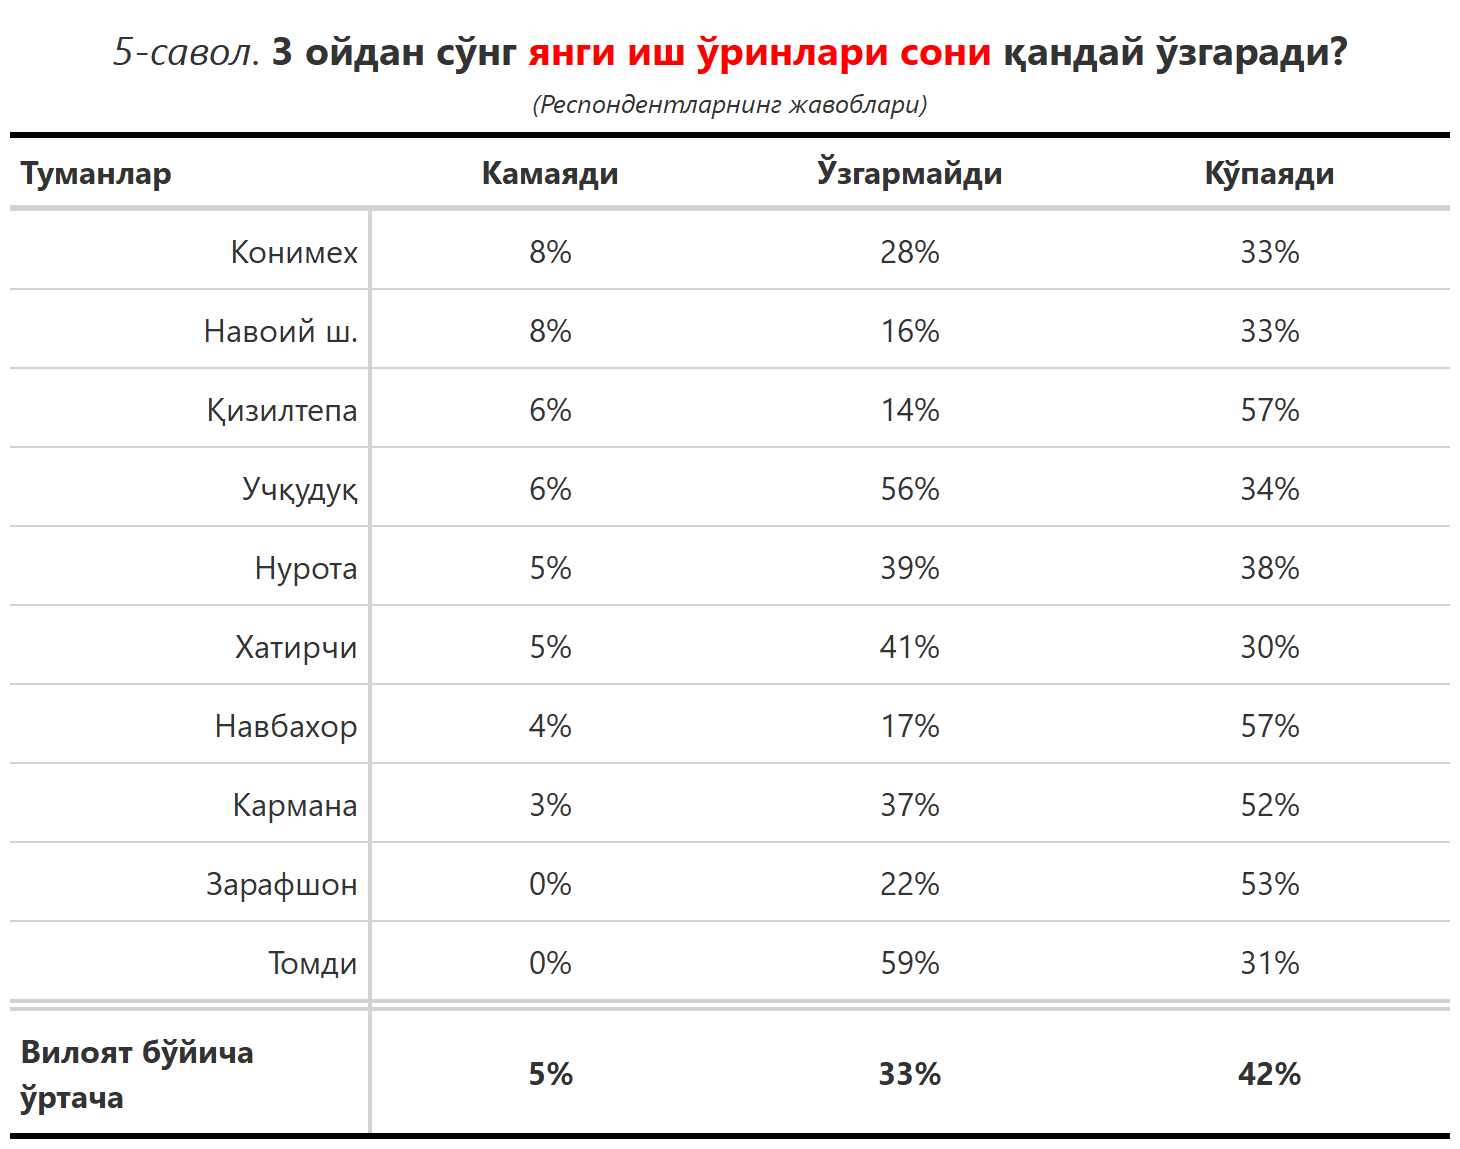 5-савол. 3 ойдан сўнг янги иш ўринлари сони қандай ўзгаради?
(Респондентларнинг жавоблари)
Туманлар Камаяди Ўзгармайди Кўпаяди
Конимех 8% 28% 33%
Навоий ш. 8% 16% 33%
Қизилтепа 6% 14% 57%
Учқудуқ 6% 56% 34%
Нурота 5% 39% 38%
Хатирчи 5% 41% 30%
Навбахор 4% 17% 57%
Кармана 3% 37% 52%
Зарафшон 0% 22% 53%
Томди 0% 59% 31%
Вилоят бўйича
ўртача 5% 33% 42%